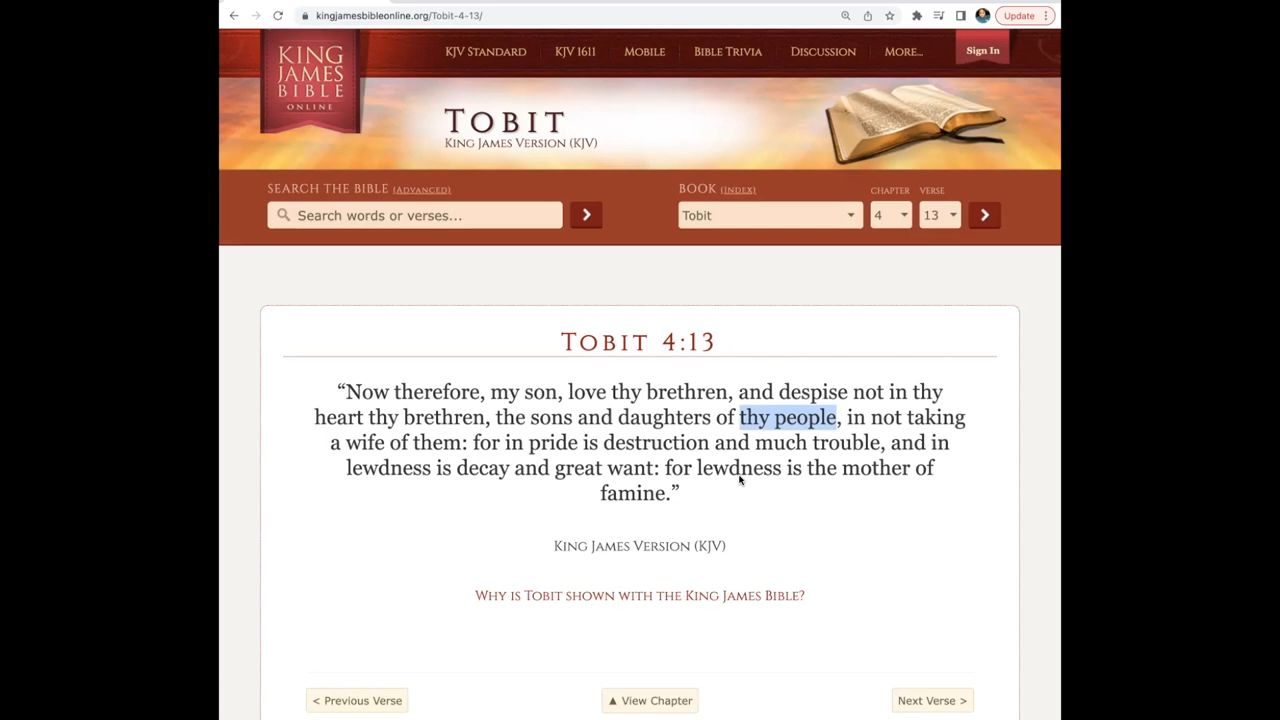 kingjamesbibleonline.org/Tobit-4-13/
Update
KING
JAMES
BIBLE
ONLINE
KJV STANDARD
KJV 1611
MOBILE
BIBLE TRIVIA
DISCUSSION
MORE...
Sign In
TOBIT
KING JAMES VERSION (KJV)
SEARCH THE BIBLE (ADVANCED)
BOOK (INDEX)
CHAPTER
VERSE
Search words or verses...
Tobit
4
13
TOBIT 4:13
“Now therefore, my son, love thy brethren, and despise not in thy
heart thy brethren, the sons and daughters of thy people, in not taking
a wife of them: for in pride is destruction and much trouble, and in
lewdness is decay and great want: for lewdness is the mother of
famine.”
KING JAMES VERSION (KJV)
WHY IS TOBIT SHOWN WITH THE KING JAMES BIBLE?
< Previous Verse
▲ View Chapter
Next Verse >